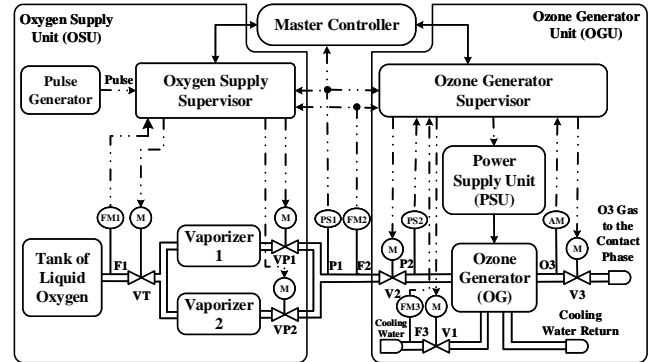 Oxygen Supply
Unit (OSU)
Master Controller
Ozone Generator
Unit (OGU)
Pulse
Generator
Pulse
Oxygen Supply
Supervisor
Ozone Generator
Supervisor
Power
Supply Unit
(PSU)
FM1
M
M
PS1
FM2
PS2
AM
O3 Gas
to the
Contact
Phase
M
M
Tank of
Liquid
Oxygen
F1
VT
Vaporizer
1
VP1
M
Vaporizer
2
VP2
P1
F2
V2
P2
Ozone
Generator
(OG)
O3
V3
FM3
M
Cooling
Water
F3
V1
Cooling
Water Return